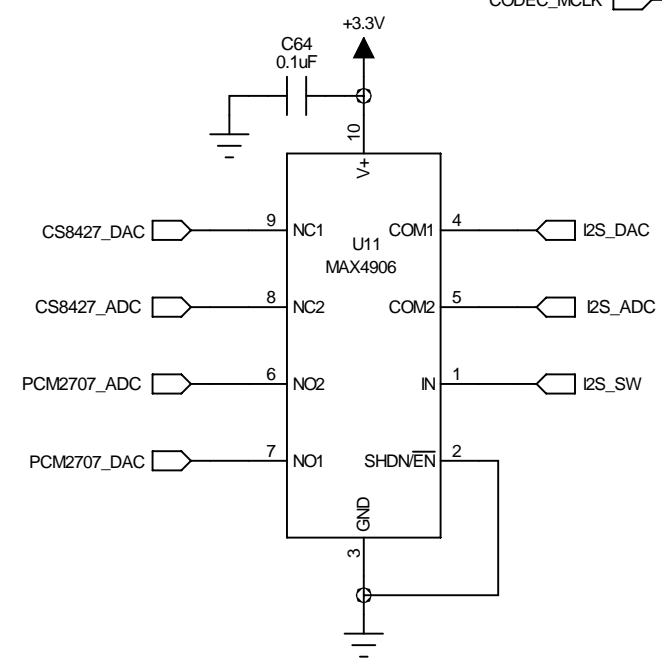 CODEC_MCLK
+3.3V
C64
0.1uF
10
V+
CS8427_DAC 9 NC1 COM1 4 I2S_DAC
U11
MAX4906
CS8427_ADC 8 NC2 COM2 5 I2S_ADC
PCM2707_ADC 6 NO2 IN 1 I2S_SW
PCM2707_DAC 7 NO1 SHDN/EN 2
GND
3